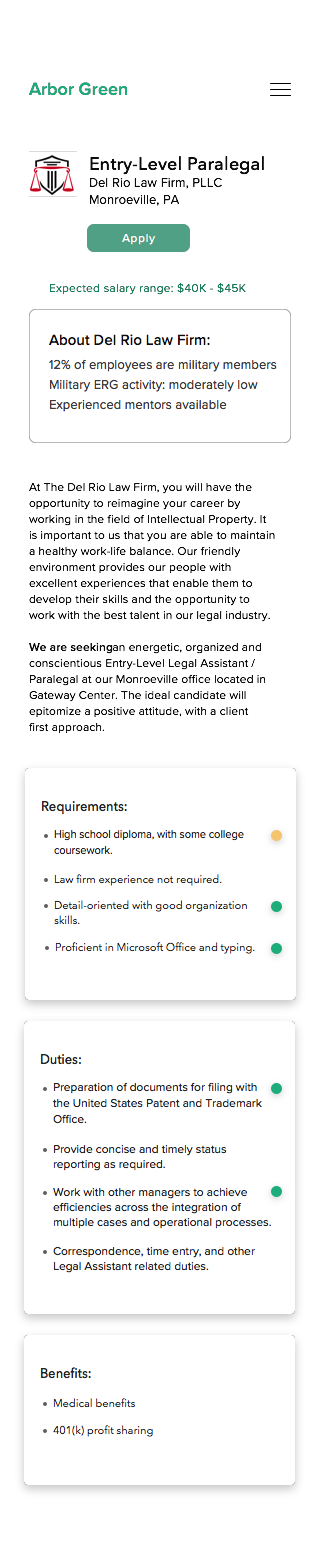 Arbor Green
Entry-Level Paralegal
Del Rio Law Firm, PLLC
Monroeville, PA
Apply
Expected salary range: $40K - $45K
About Del Rio Law Firm:
12% of employees are military members
Military ERG activity: moderately low
Experienced mentors available
At The Del Rio Law Firm, you will have the
opportunity to reimagine your career by
working in the field of Intellectual Property. It
is important to us that you are able to maintain
a healthy work-life balance. Our friendly
environment provides our people with
excellent experiences that enable them to
develop their skills and the opportunity to
work with the best talent in our legal industry.
We are seekingan energetic, organized and
conscientious Entry-Level Legal Assistant /
Paralegal at our Monroeville office located in
Gateway Center. The ideal candidate will
epitomize a positive attitude, with a client
first approach.
Requirements:
• High school diploma, with some college
coursework.
• Law firm experience not required.
• Detail-oriented with good organization
skills.
• Proficient in Microsoft Office and typing.
Duties:
• Preparation of documents for filing with
the United States Patent and Trademark
Office.
• Provide concise and timely status
reporting as required.
• Work with other managers to achieve
efficiencies across the integration of
multiple cases and operational processes.
• Correspondence, time entry, and other
Legal Assistant related duties.
Benefits:
• Medical benefits
• 401(k) profit sharing